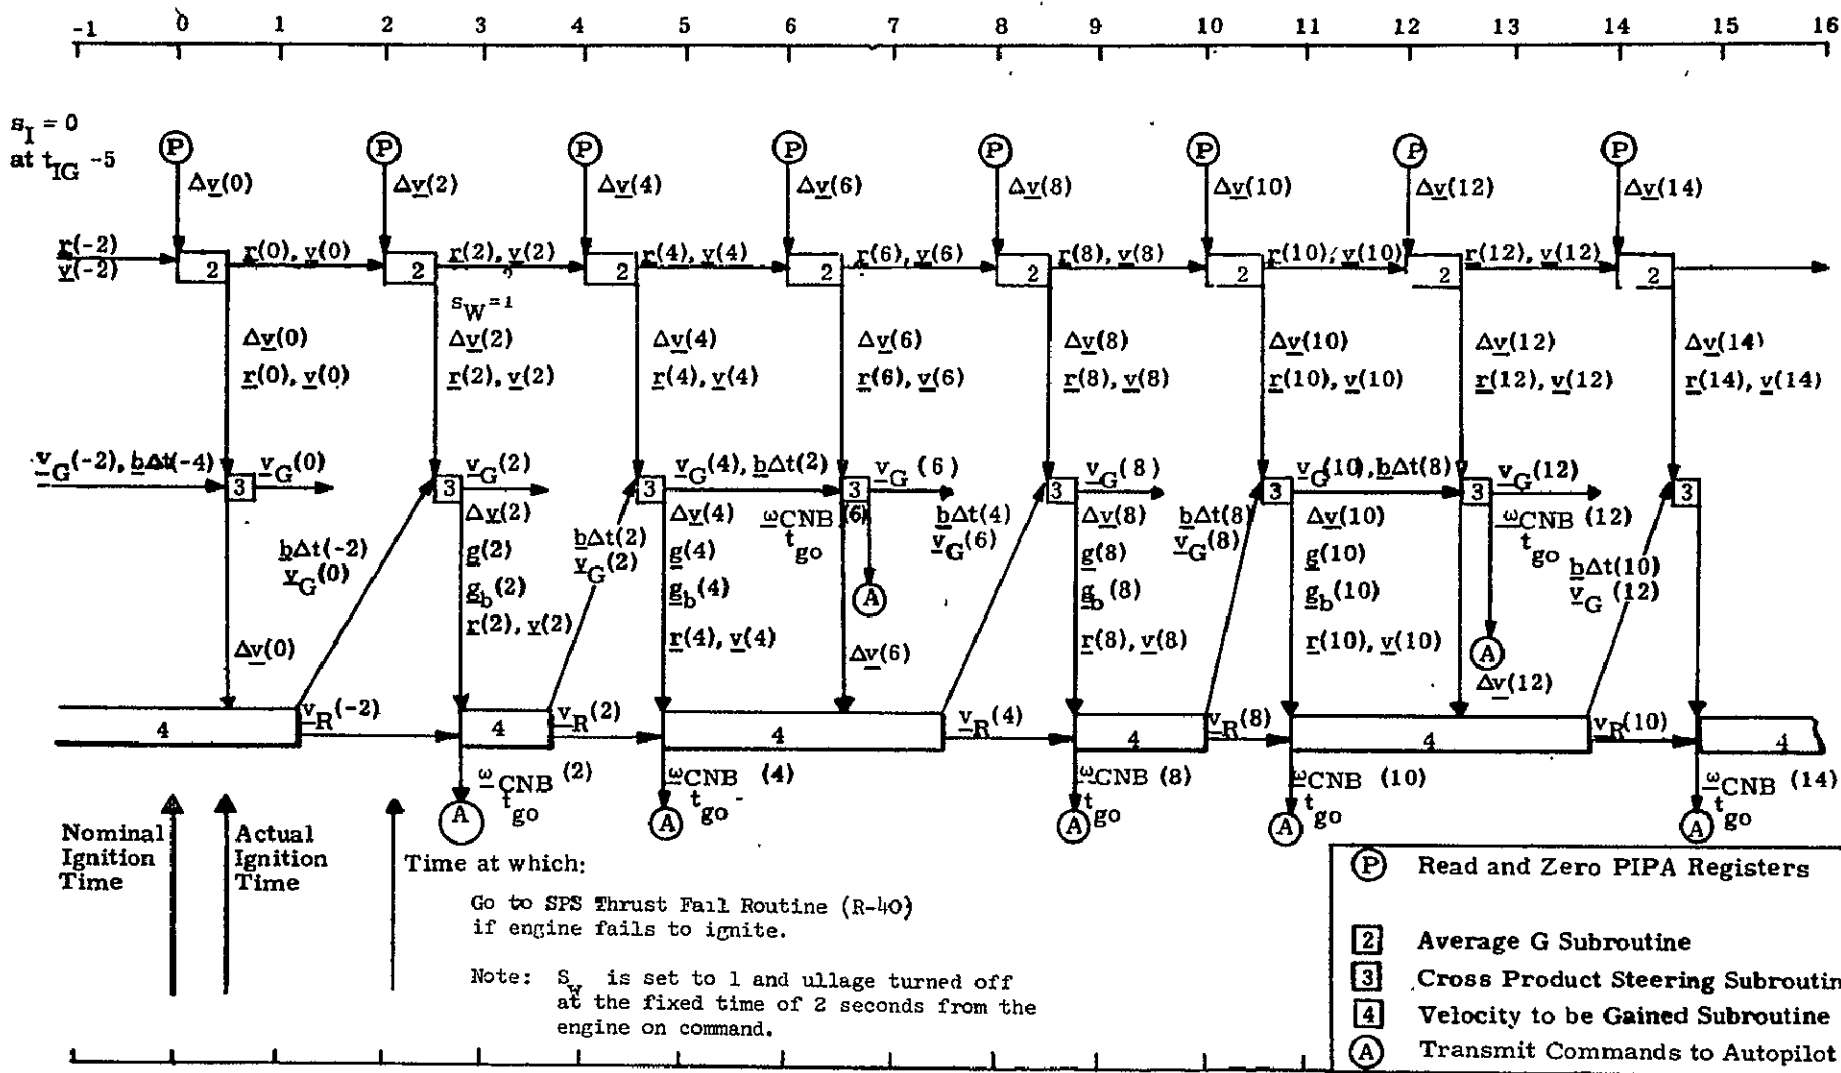 -1 0 1 2 3 4 5 6 7 8 9 10 11 12 13 14 15 16
s_I = 0
at t_IG -5
P P P P P P P P
Δv(0) Δv(2) Δv(4) Δv(6) Δv(8) Δv(10) Δv(12) Δv(14)
r(-2) r(0), v(0) r(2), v(2) r(4), v(4) r(6), v(6) r(8), v(8) r(10), v(10) r(12), v(12)
v(-2) 2 2 2 2 2 2 2 2
s_W=1
Δv(0) Δv(2) Δv(4) Δv(6) Δv(8) Δv(10) Δv(12) Δv(14)
r(0), v(0) r(2), v(2) r(4), v(4) r(6), v(6) r(8), v(8) r(10), v(10) r(12), v(12) r(14), v(14)
v_G(-2), bΔt(-4) v_G(0) v_G(2) v_G(4), bΔt(2) v_G(6) v_G(8) v_G(10), bΔt(8) v_G(12)
3 3 3 3 3 3 3 3
Δv(2) Δv(4) ω_CNB (6) bΔt(4) Δv(8) bΔt(8) Δv(10) ω_CNB (12)
t_go v_G(6) v_G(8) t_go
bΔt(-2) g(2) bΔt(2) g(4) g(8) g(10) bΔt(10)
v_G(0) v_G(2) v_G(12)
g_b(2) g_b(4) A g_b(8) g_b(10)
r(2), v(2) r(4), v(4) r(8), v(8) r(10), v(10) A
Δv(0) Δv(6) Δv(12)
4 v_R(-2) 4 v_R(2) 4 v_R(4) 4 v_R(8) 4 v_R(10) 4
ω_CNB (2) ω_CNB (4) ω_CNB (8) ω_CNB (10) ω_CNB (14)
t_go t_go t_go t_go t_go
A A A A A
Nominal
Ignition
Time
Actual
Ignition
Time
Time at which:
Go to SPS Thrust Fail Routine (R-40)
if engine fails to ignite.
Note: S_W is set to 1 and ullage turned off
at the fixed time of 2 seconds from the
engine on command.
P Read and Zero PIPA Registers
2 Average G Subroutine
3 Cross Product Steering Subroutin
4 Velocity to be Gained Subroutine
A Transmit Commands to Autopilot